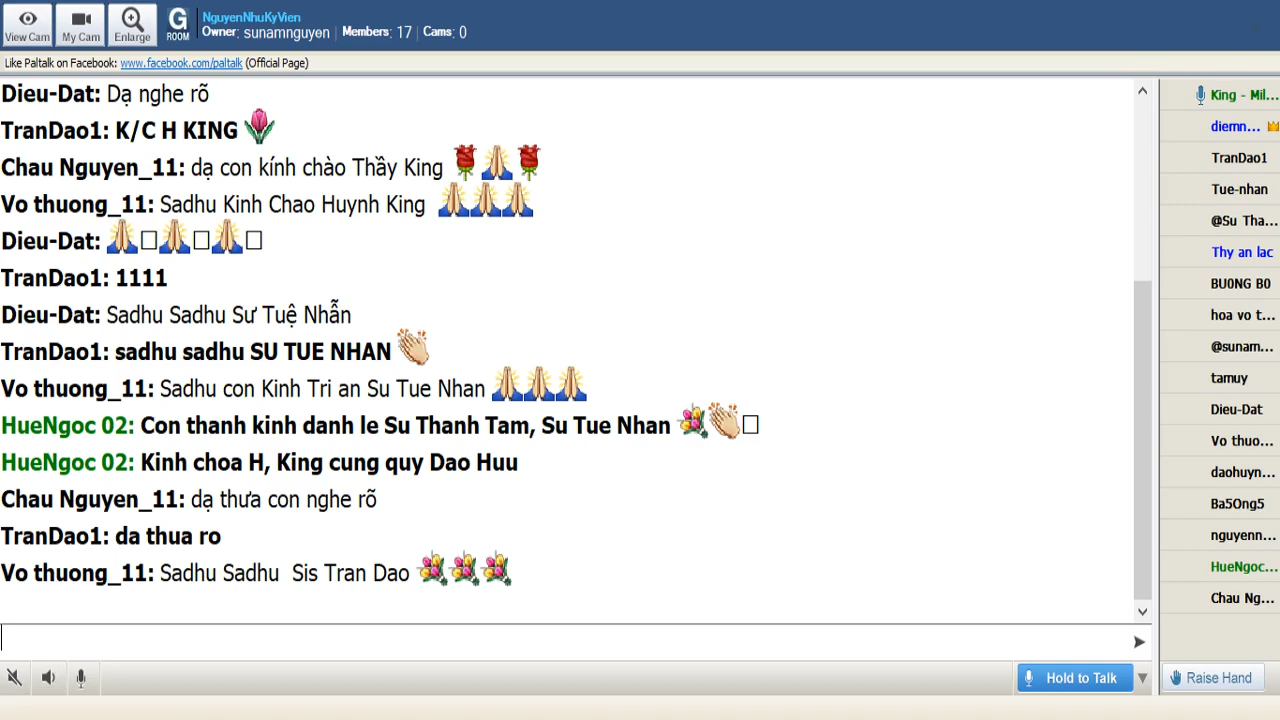 View Cam
My Cam
Enlarge
G
ROOM
NguyenNhuKyVien
Owner: sunamnguyen | Members: 17 | Cams: 0
Like Paltalk on Facebook: www.facebook.com/paltalk (Official Page)
Dieu-Dat: Dạ nghe rõ
TranDao1: K/C H KING
Chau Nguyen_11: dạ con kính chào Thầy King
Vo thuong_11: Sadhu Kinh Chao Huynh King
Dieu-Dat:
TranDao1: 1111
Dieu-Dat: Sadhu Sadhu Sư Tuệ Nhẫn
TranDao1: sadhu sadhu SU TUE NHAN
Vo thuong_11: Sadhu con Kinh Tri an Su Tue Nhan
HueNgoc 02: Con thanh kinh danh le Su Thanh Tam, Su Tue Nhan
HueNgoc 02: Kinh choa H, King cung quy Dao Huu
Chau Nguyen_11: dạ thưa con nghe rõ
TranDao1: da thua ro
Vo thuong_11: Sadhu Sadhu  Sis Tran Dao
King - Mil...
diemn...
TranDao1
Tue-nhan
@Su Tha...
Thy an lac
BU0NG B0
hoa vo t...
@sunam...
tamuy
Dieu-Dat
Vo thuo...
daohuyn...
Ba5Ong5
nguyenn...
HueNgoc...
Chau Ng...
Hold to Talk
Raise Hand